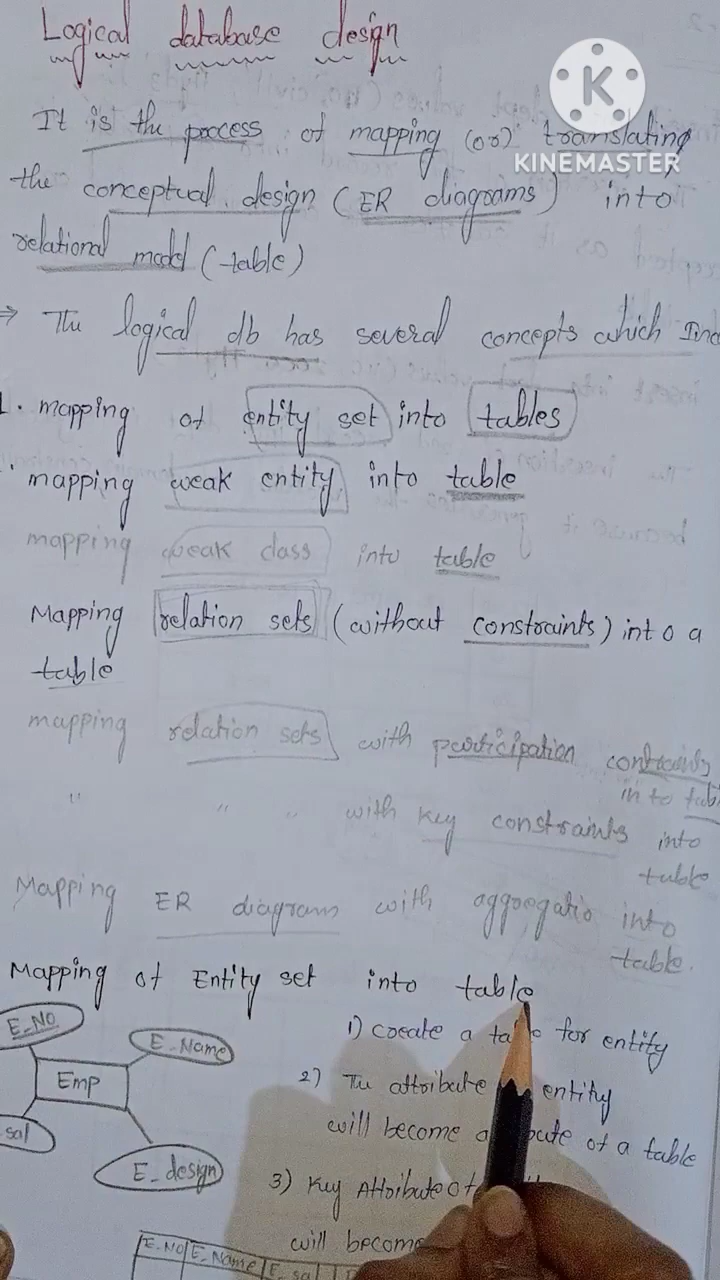 Logical database design
KINEMASTER
It is the process of mapping (or) translating
the conceptual design (ER diagrams) into
relational model (table)
⇒ The logical db has several concepts which
1. mapping of entity set into tables
mapping weak entity into table
mapping weak class into table
Mapping relation sets (without constraints) into a
table
mapping relation sets with participation
into
" " " with key constraints into
table
Mapping ER diagram with aggregatio into
table.
Mapping of Entity set into table
E_NO
E_Name
Emp
sal
E_design
1) create a table for entity
2) The attribute entity
will become of a table
3) Key Attribute of
will become
E_NO E_Name E_sal